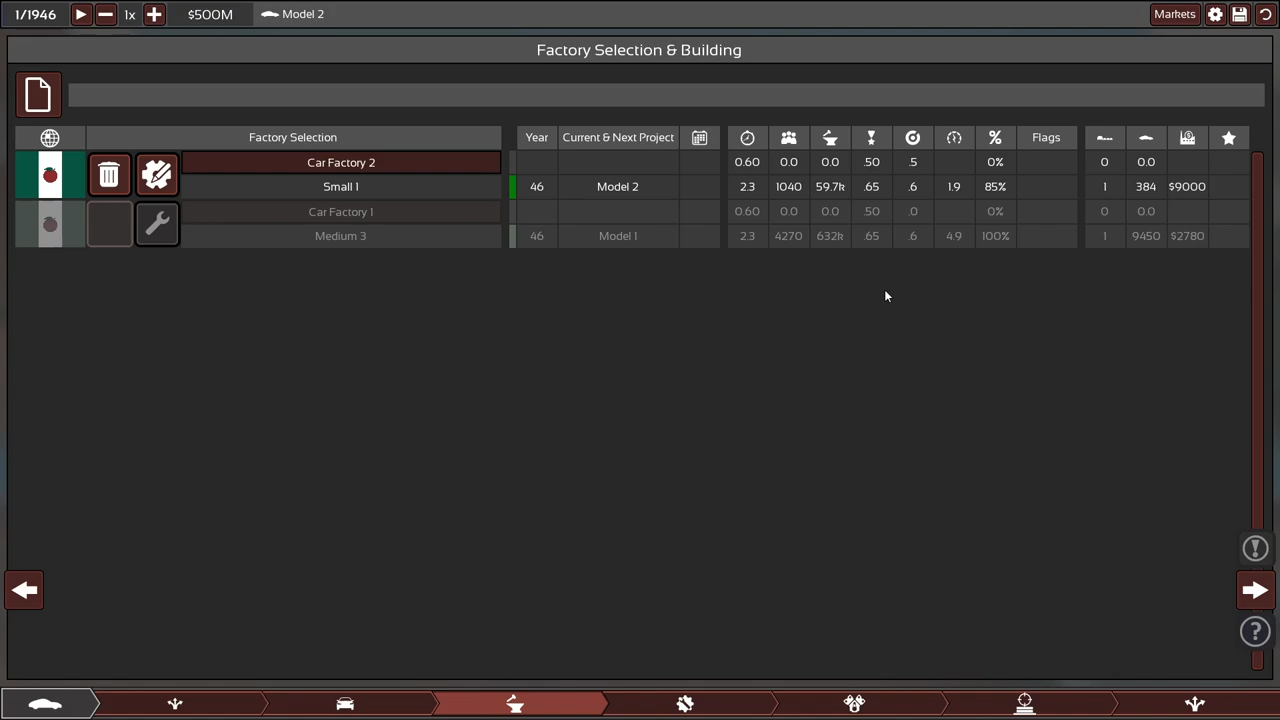 1/1946 1x $500M Model 2 Markets
Factory Selection & Building
Factory Selection Year Current & Next Project % Flags
Car Factory 2 0.60 0.0 0.0 .50 .5 0% 0 0.0
Small 1 46 Model 2 2.3 1040 59.7k .65 .6 1.9 85% 1 384 $9000
Car Factory 1 0.60 0.0 0.0 .50 .0 0% 0 0.0
Medium 3 46 Model 1 2.3 4270 632k .65 .6 4.9 100% 1 9450 $2780